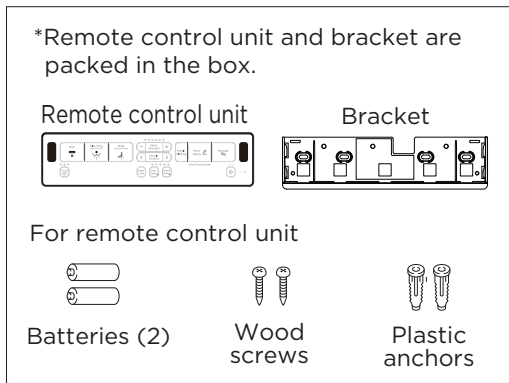 *Remote control unit and bracket are
packed in the box.
Remote control unit
Bracket
For remote control unit
Batteries (2)
Wood
screws
Plastic
anchors